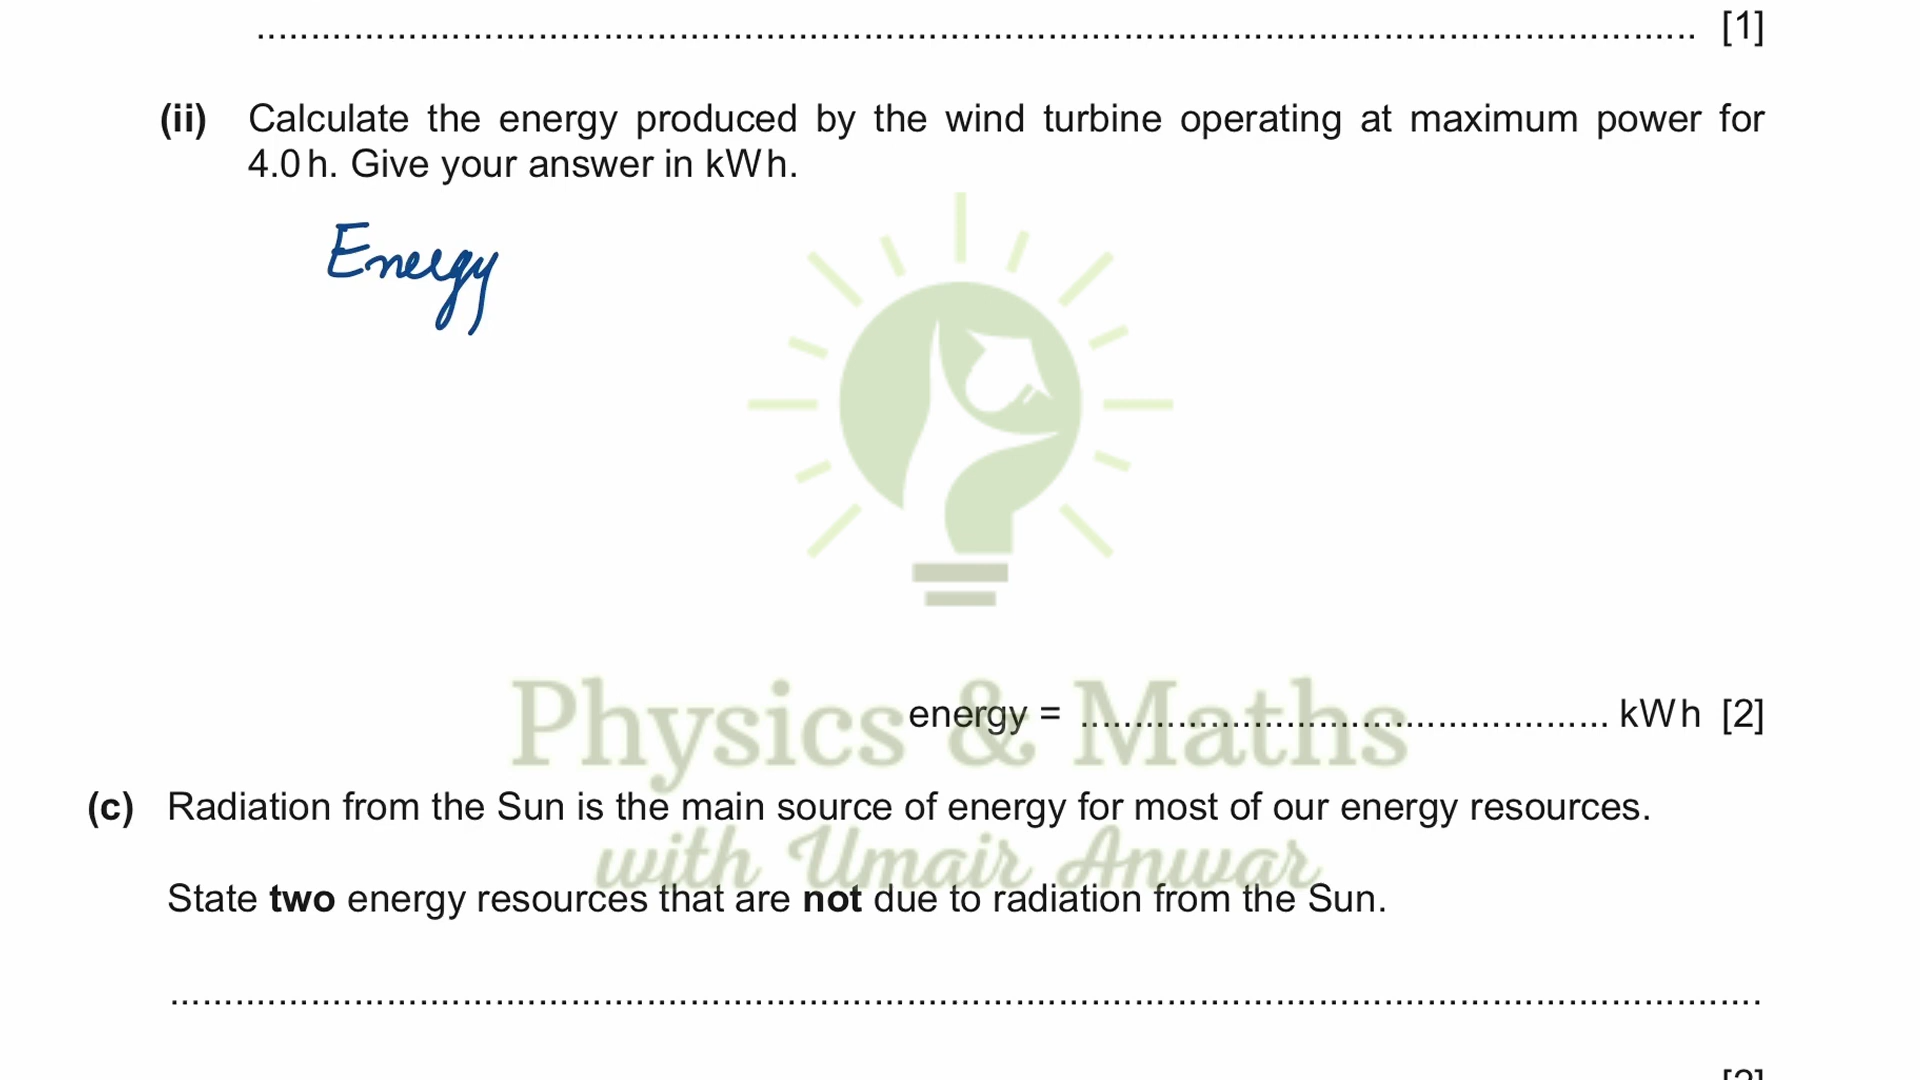 .......................................................................................................................................... [1]
(ii) Calculate the energy produced by the wind turbine operating at maximum power for
4.0 h. Give your answer in kWh.
Energy
energy = .................................................. kWh [2]
Physics & Maths
(c) Radiation from the Sun is the main source of energy for most of our energy resources.
with Umair Anwar
State two energy resources that are not due to radiation from the Sun.
..........................................................................................................................................................